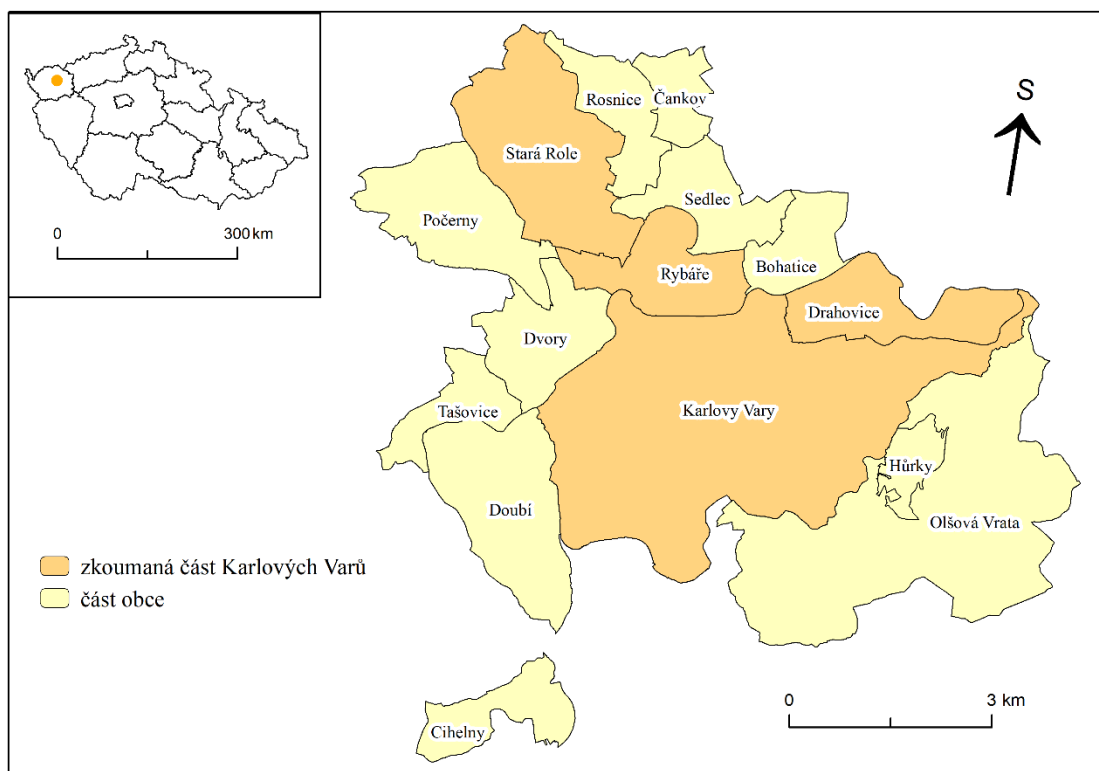 S
0
300 km
Rosnice
Čankov
Stará Role
Sedlec
Počerny
Rybáře
Bohatice
Drahovice
Dvory
Tašovice
Karlovy Vary
Hůrky
Doubí
Olšová Vrata
zkoumaná část Karlových Varů
část obce
Cihelny
0
3 km